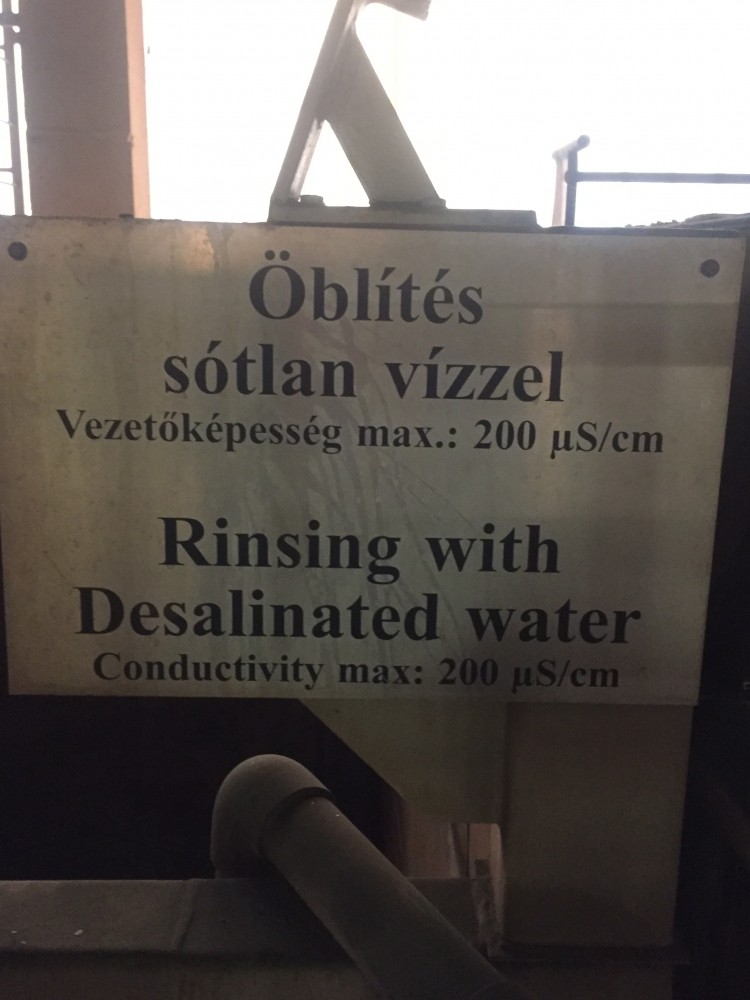 Öblítés
sótlan vízzel
Vezetőképesség max.: 200 µS/cm
Rinsing with
Desalinated water
Conductivity max: 200 µS/cm